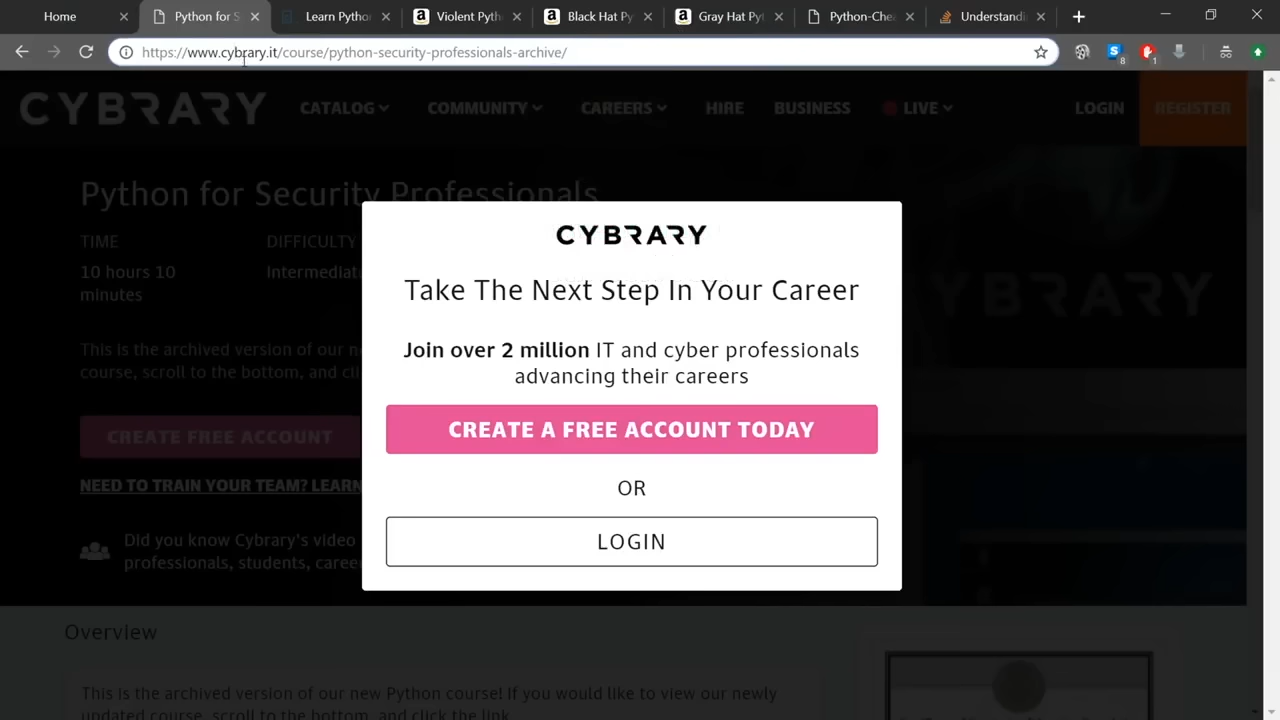 Home
Python for S
Learn Pytho
Violent Pyth
Black Hat Py
Gray Hat Pyt
Python-Chea
Understandi
https://www.cybrary.it/course/python-security-professionals-archive/
8
1
CYBRARY
CATALOG
COMMUNITY
CAREERS
HIRE
BUSINESS
LIVE
LOGIN
REGISTER
Python for Security Professionals
TIME
DIFFICULTY
10 hours 10
minutes
Intermediat
This is the archived version of our ne
course, scroll to the bottom, and cli
CREATE FREE ACCOUNT
NEED TO TRAIN YOUR TEAM? LEARN
Did you know Cybrary's video
professionals, students, caree
CYBRARY
Take The Next Step In Your Career
Join over 2 million IT and cyber professionals
advancing their careers
CREATE A FREE ACCOUNT TODAY
OR
LOGIN
YBRARY
Overview
This is the archived version of our new Python course! If you would like to view our newly
updated course, scroll to the bottom, and click the link